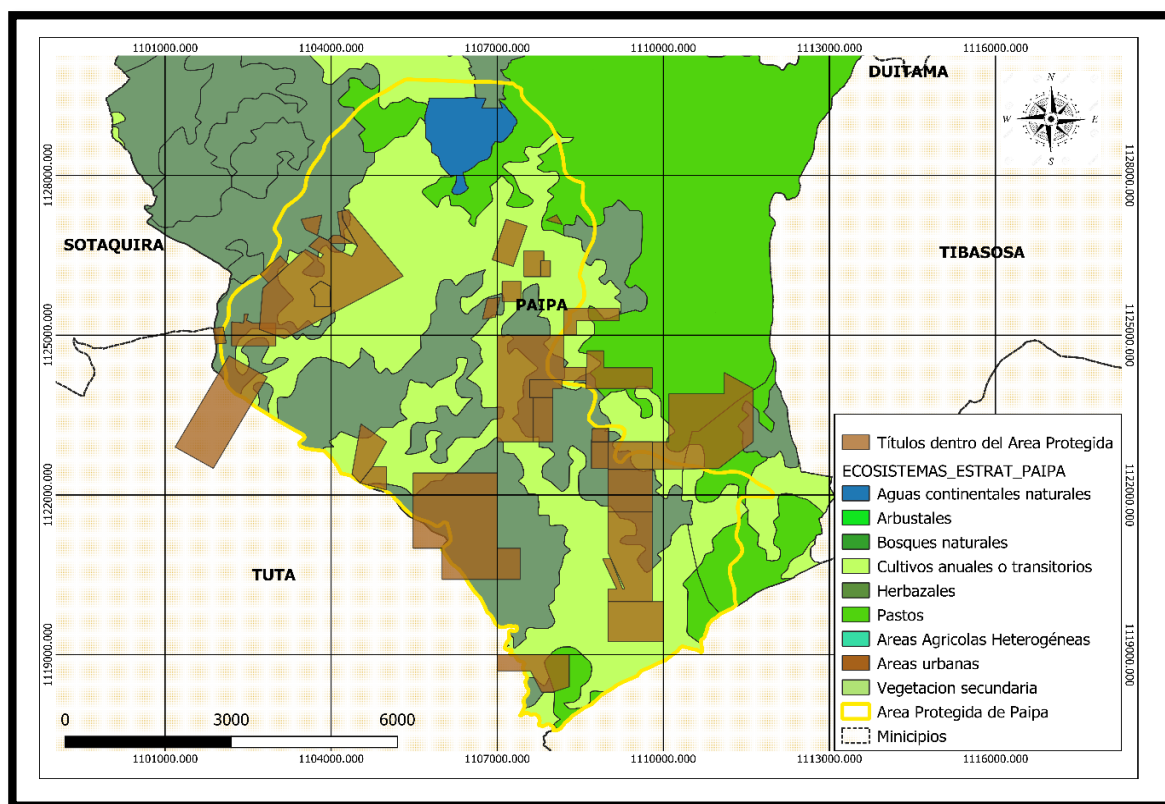 1101000.000 1104000.000 1107000.000 1110000.000 1113000.000 1116000.000
DUITAMA
N
W E
S
1128000.000 1128000.000
SOTAQUIRA
TIBASOSA
PAIPA
1125000.000 1125000.000
Títulos dentro del Area Protegida
ECOSISTEMAS_ESTRAT_PAIPA
Aguas continentales naturales
Arbustales
Bosques naturales
Cultivos anuales o transitorios
Herbazales
Pastos
Areas Agricolas Heterogéneas
Areas urbanas
Vegetacion secundaria
Area Protegida de Paipa
Minicipios
1122000.000 1122000.000
TUTA
1119000.000 1119000.000
0 3000 6000
1101000.000 1104000.000 1107000.000 1110000.000 1113000.000 1116000.000